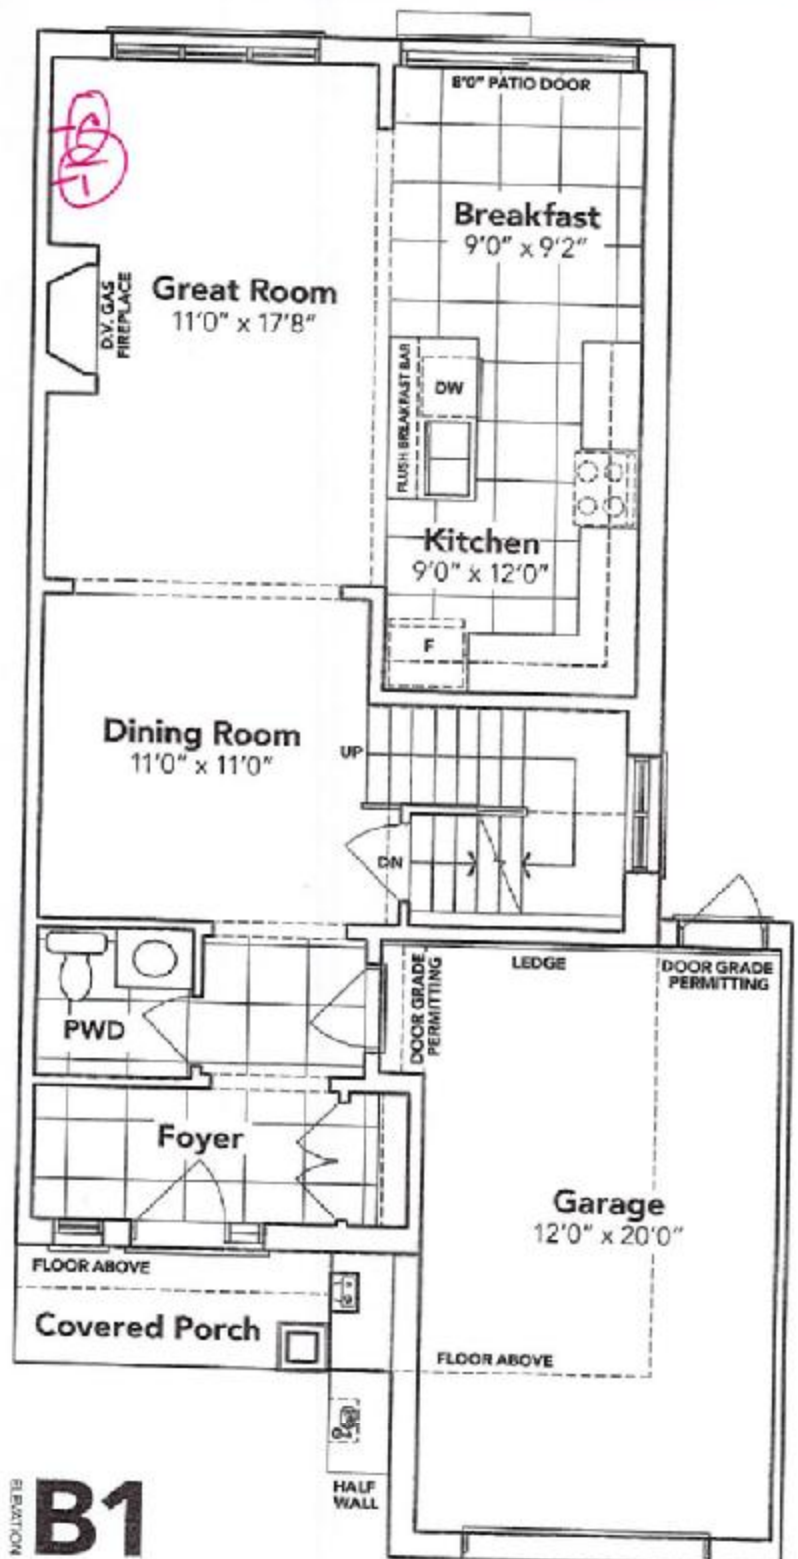 8'0" PATIO DOOR
Breakfast
9'0" x 9'2"
Great Room
11'0" x 17'8"
D.V. GAS
FIREPLACE
FLUSH BREAKFAST BAR
DW
Kitchen
9'0" x 12'0"
F
Dining Room
11'0" x 11'0"
UP
DN
LEDGE
DOOR GRADE
PERMITTING
DOOR GRADE
PERMITTING
PWD
Foyer
Garage
12'0" x 20'0"
FLOOR ABOVE
Covered Porch
FLOOR ABOVE
HALF
WALL
ELEVATION
B1